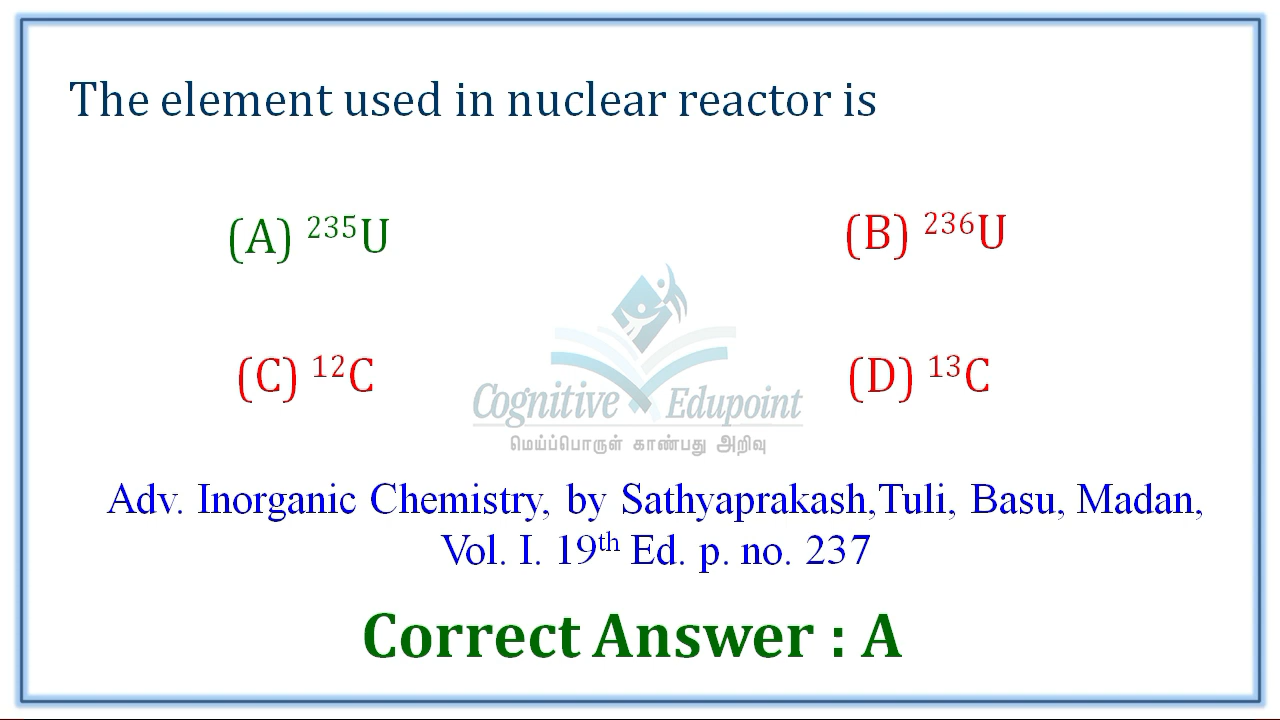 The element used in nuclear reactor is
(A) ²³⁵U
(B) ²³⁶U
(C) ¹²C
(D) ¹³C
Cognitive Edupoint
மெய்ப்பொருள் காண்பது அறிவு
Adv. Inorganic Chemistry, by Sathyaprakash,Tuli, Basu, Madan,
Vol. I. 19ᵗʰ Ed. p. no. 237
Correct Answer : A